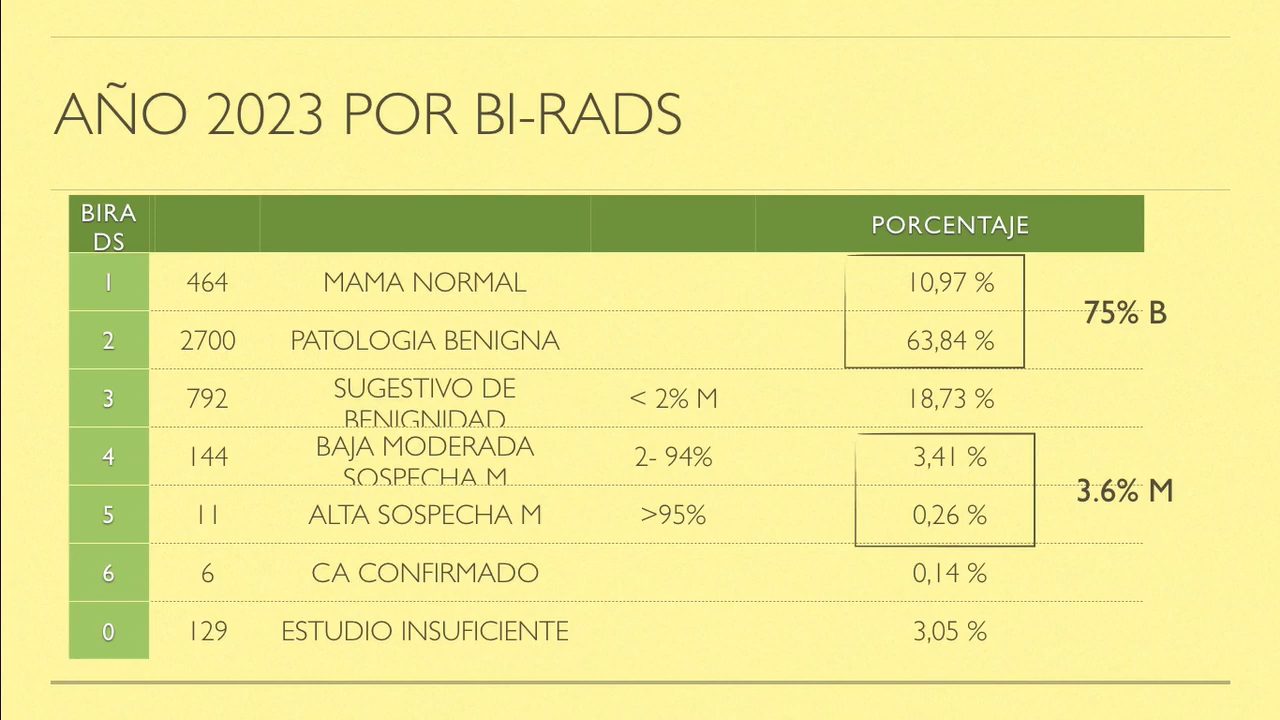 AÑO 2023 POR BI-RADS
BIRA
DS
PORCENTAJE
1 464 MAMA NORMAL 10,97 %
75% B
2 2700 PATOLOGIA BENIGNA 63,84 %
3 792 SUGESTIVO DE
BENIGNIDAD < 2% M 18,73 %
4 144 BAJA MODERADA
SOSPECHA M 2- 94% 3,41 %
3.6% M
5 11 ALTA SOSPECHA M >95% 0,26 %
6 6 CA CONFIRMADO 0,14 %
0 129 ESTUDIO INSUFICIENTE 3,05 %